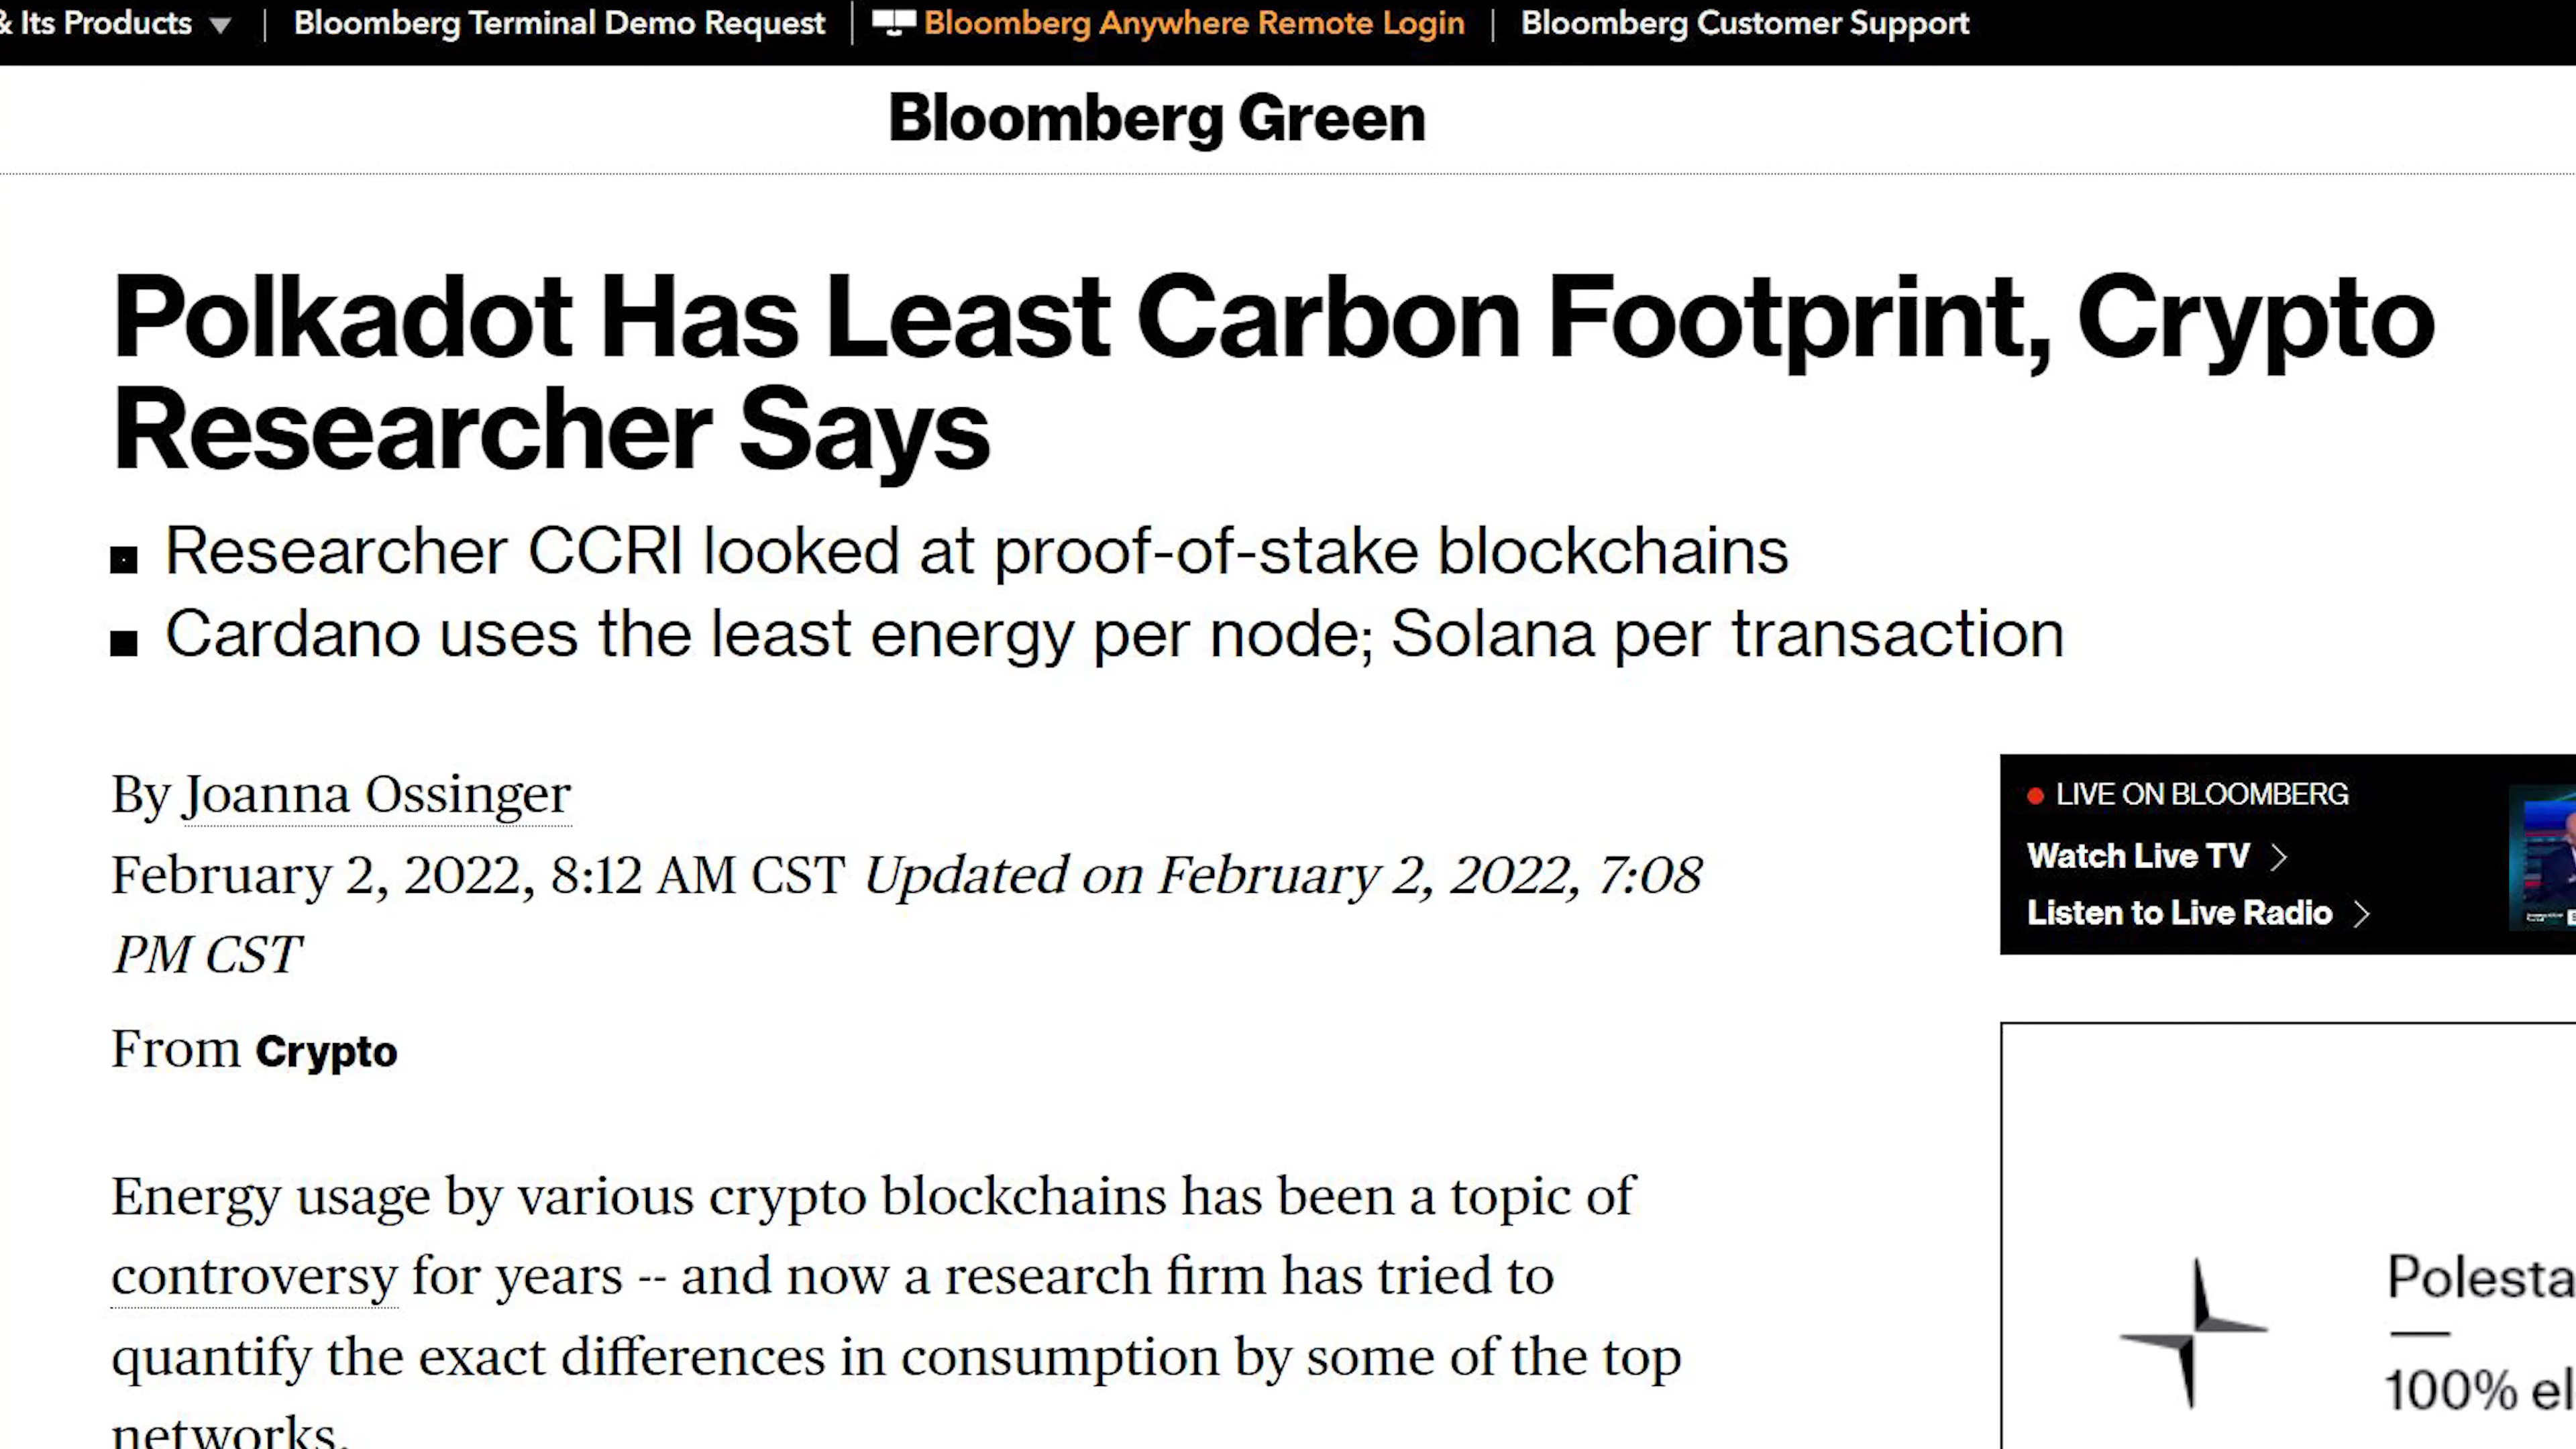 & Its Products
Bloomberg Terminal Demo Request
Bloomberg Anywhere Remote Login
Bloomberg Customer Support
Bloomberg Green
Polkadot Has Least Carbon Footprint, Crypto
Researcher Says
Researcher CCRI looked at proof-of-stake blockchains
Cardano uses the least energy per node; Solana per transaction
By Joanna Ossinger
February 2, 2022, 8:12 AM CST Updated on February 2, 2022, 7:08
PM CST
From Crypto
Energy usage by various crypto blockchains has been a topic of
controversy for years -- and now a research firm has tried to
quantify the exact differences in consumption by some of the top
networks.
LIVE ON BLOOMBERG
Watch Live TV
Listen to Live Radio
Polesta
100% el